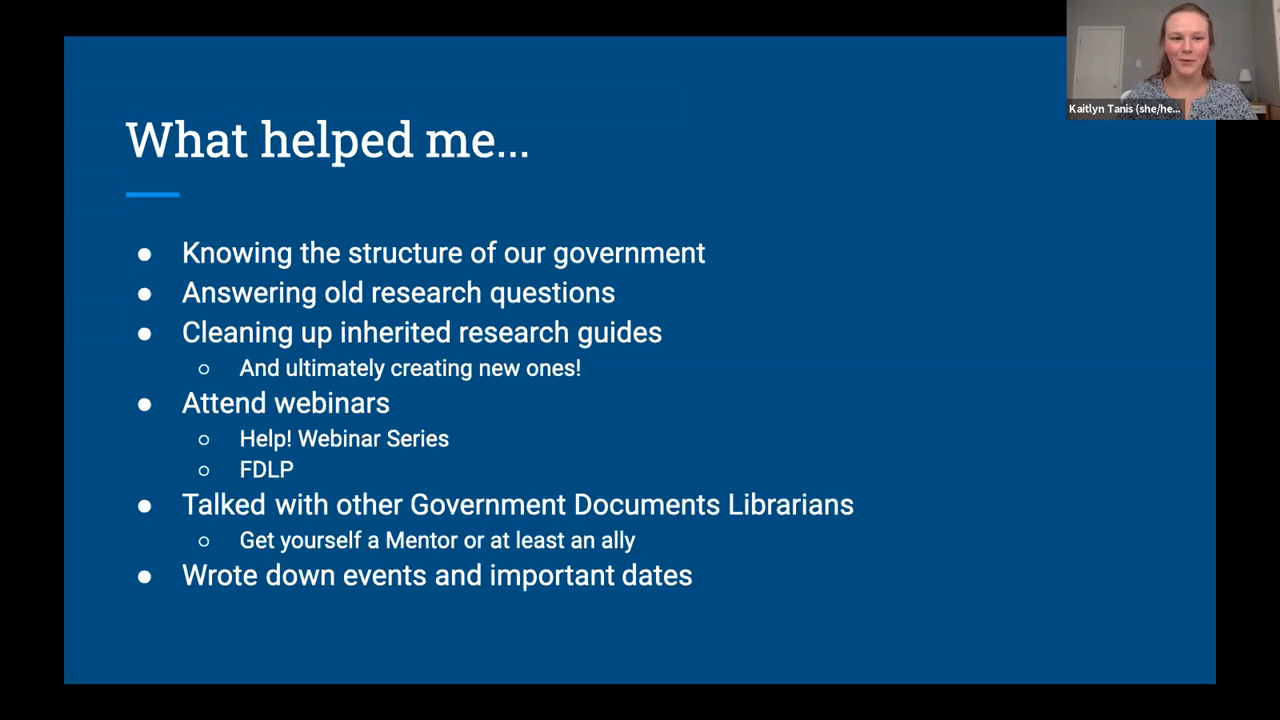 What helped me...
● Knowing the structure of our government
● Answering old research questions
● Cleaning up inherited research guides
○ And ultimately creating new ones!
● Attend webinars
○ Help! Webinar Series
○ FDLP
● Talked with other Government Documents Librarians
○ Get yourself a Mentor or at least an ally
● Wrote down events and important dates
Kaitlyn Tanis (she/he...